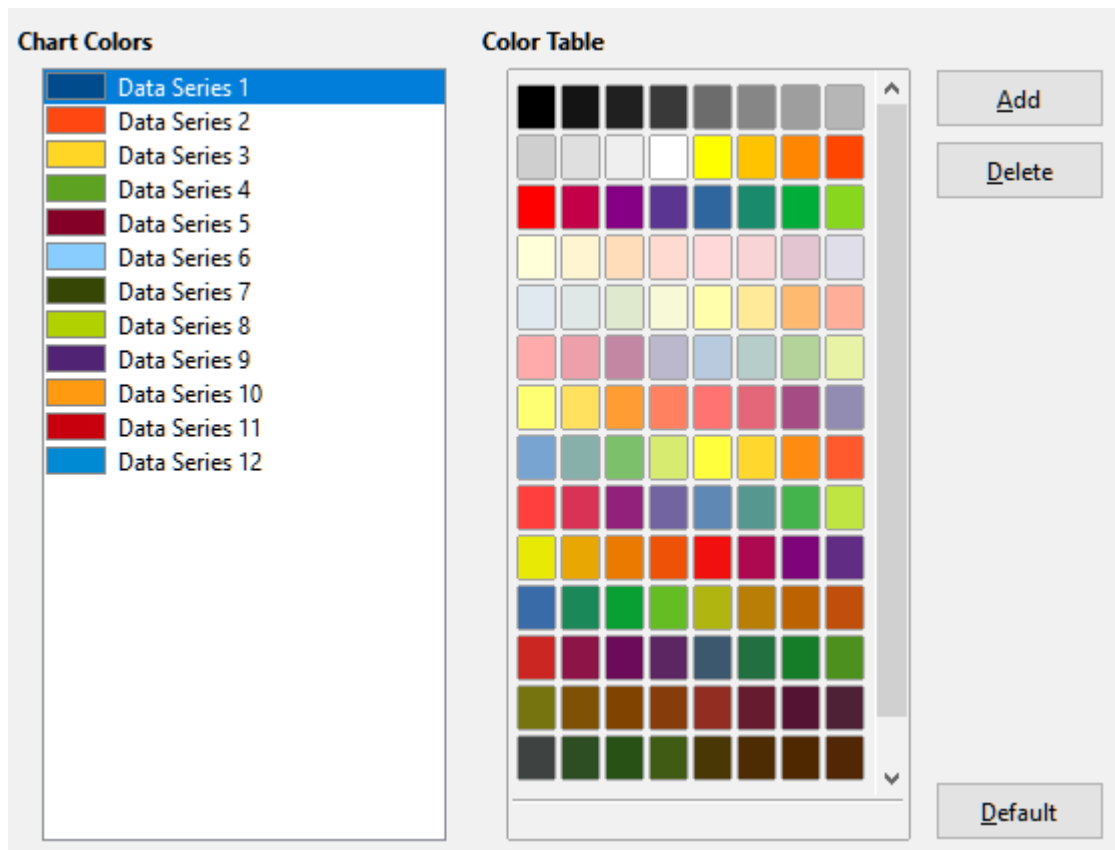 Chart Colors
Data Series 1
Data Series 2
Data Series 3
Data Series 4
Data Series 5
Data Series 6
Data Series 7
Data Series 8
Data Series 9
Data Series 10
Data Series 11
Data Series 12
Color Table
Add
Delete
Default